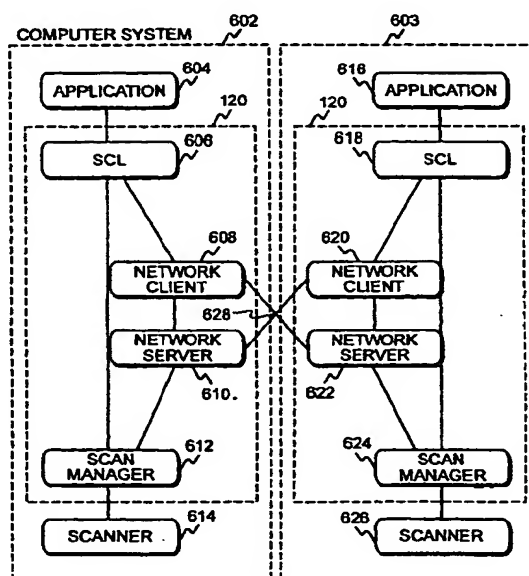 602
603
COMPUTER SYSTEM
604
616
APPLICATION
APPLICATION
120
120
606
618
SCL
SCL
608
620
NETWORK
CLIENT
NETWORK
CLIENT
628
NETWORK
SERVER
NETWORK
SERVER
610.
622
612
624
SCAN
MANAGER
SCAN
MANAGER
614
626
SCANNER
SCANNER